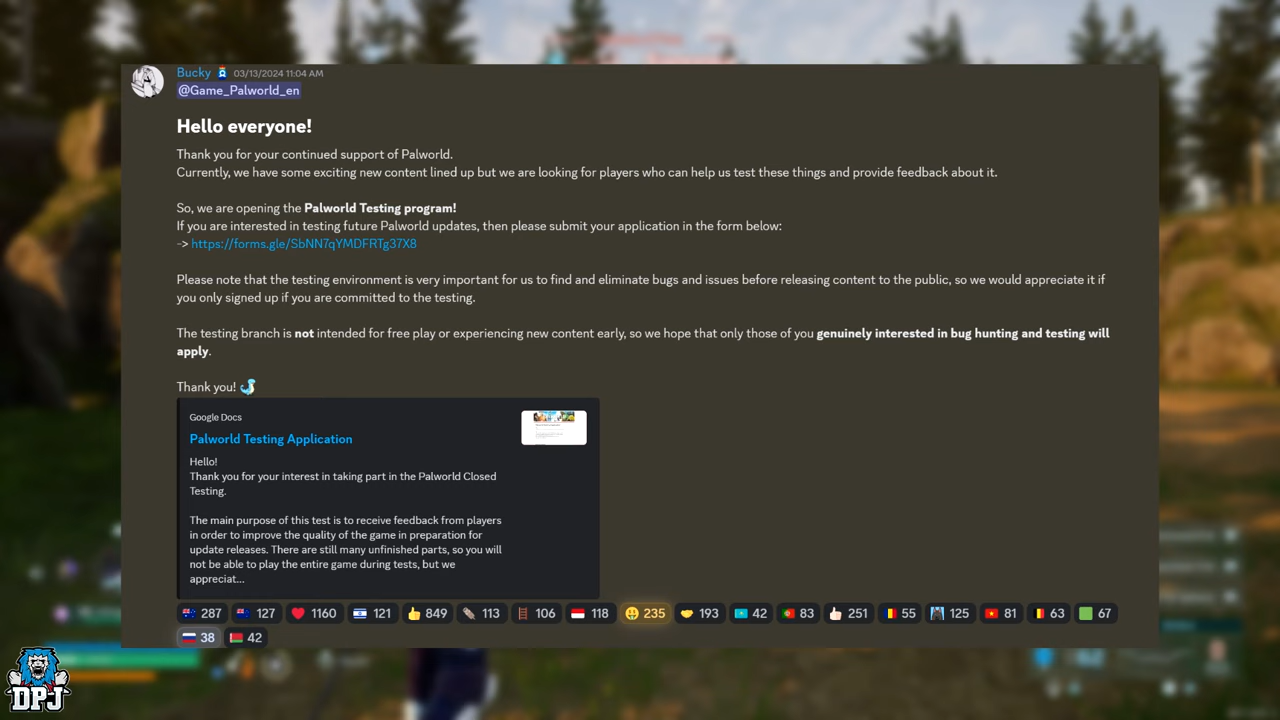 Bucky 03/13/2024 11:04 AM
@Game_Palworld_en
Hello everyone!
Thank you for your continued support of Palworld.
Currently, we have some exciting new content lined up but we are looking for players who can help us test these things and provide feedback about it.
So, we are opening the Palworld Testing program!
If you are interested in testing future Palworld updates, then please submit your application in the form below:
-> https://forms.gle/SbNN7qYMDFRTg37X8
Please note that the testing environment is very important for us to find and eliminate bugs and issues before releasing content to the public, so we would appreciate it if
you only signed up if you are committed to the testing.
The testing branch is not intended for free play or experiencing new content early, so we hope that only those of you genuinely interested in bug hunting and testing will
apply.
Thank you!
Google Docs
Palworld Testing Application
Hello!
Thank you for your interest in taking part in the Palworld Closed
Testing.
The main purpose of this test is to receive feedback from players
in order to improve the quality of the game in preparation for
update releases. There are still many unfinished parts, so you will
not be able to play the entire game during tests, but we
appreciat...
287 127 1160 121 849 113 106 118 235 193 42 83 251 55 125 81 63 67
38 42
DPJ